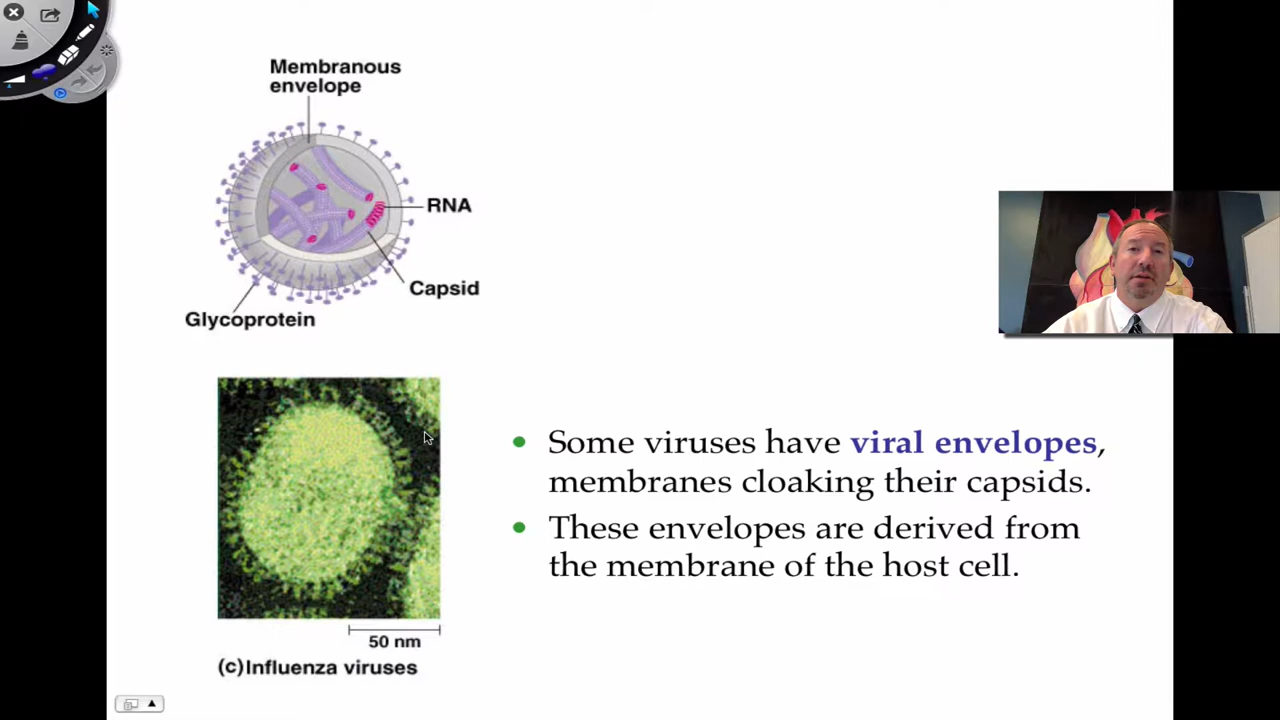 Membranous
envelope
RNA
Capsid
Glycoprotein
• Some viruses have viral envelopes,
membranes cloaking their capsids.
• These envelopes are derived from
the membrane of the host cell.
50 nm
(c)Influenza viruses